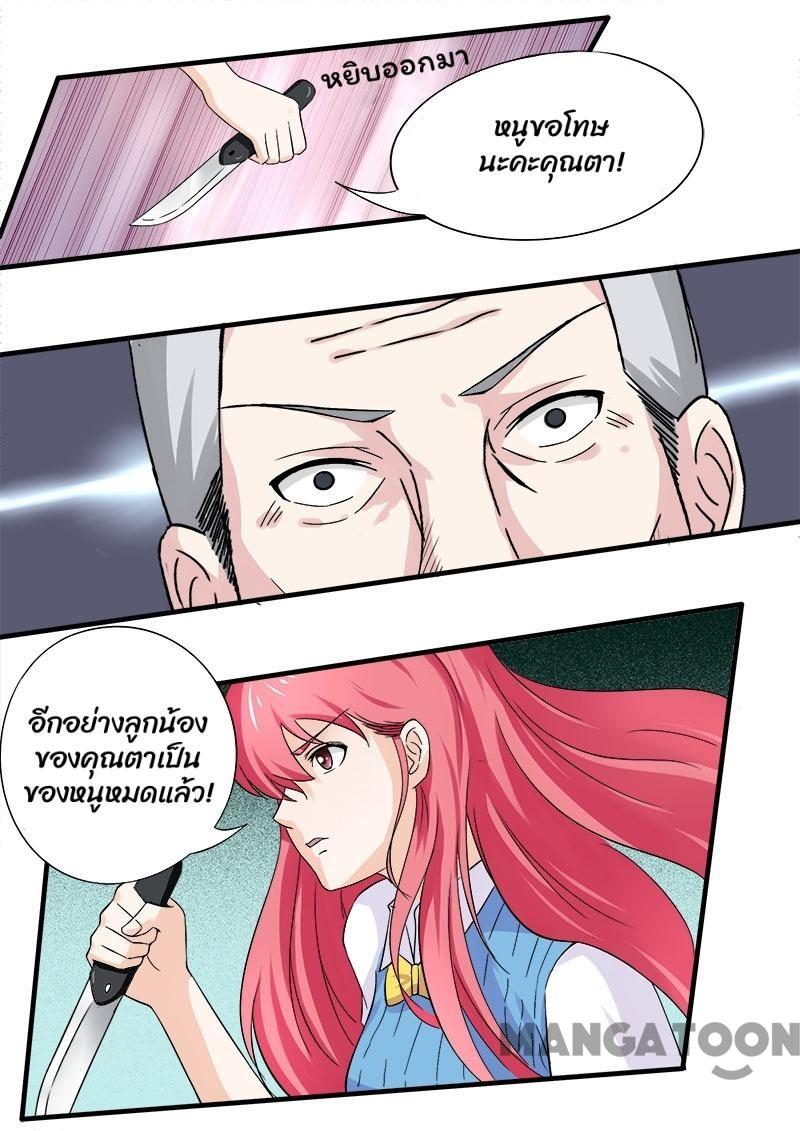 หยิบออกมา
หนูขอโทษ
นะคะคุณตา!
อีกอย่างลูกน้อง
ของคุณตาเป็น
ของหนูหมดแล้ว!
MANGATOON